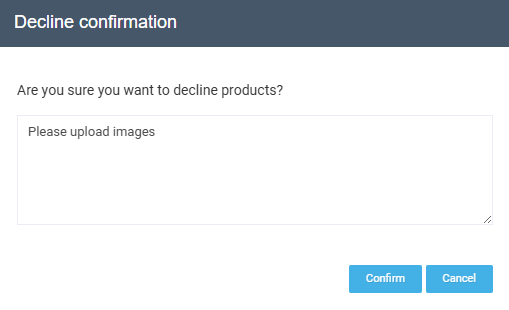 Decline confirmation
Are you sure you want to decline products?
Please upload images
Confirm Cancel